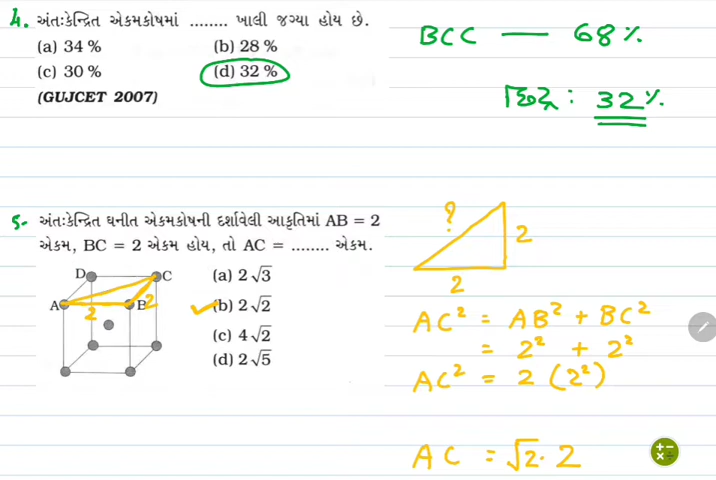 4. અંતઃકેન્દ્રિત એકમકોષમાં ........ ખાલી જગ્યા હોય છે.
(a) 34 % (b) 28 %
(c) 30 % (d) 32 %
(GUJCET 2007)
BCC — 68 %
છિદ્ર : 32 %
5. અંતઃકેન્દ્રિત ઘનીત એકમકોષની દર્શાવેલી આકૃતિમાં AB = 2
એકમ, BC = 2 એકમ હોય, તો AC = ........ એકમ.
D C
A B
2 2
(a) 2√3
(b) 2√2
(c) 4√2
(d) 2√5
? 2
2
AC² = AB² + BC²
= 2² + 2²
AC² = 2 (2²)
AC = √2 · 2